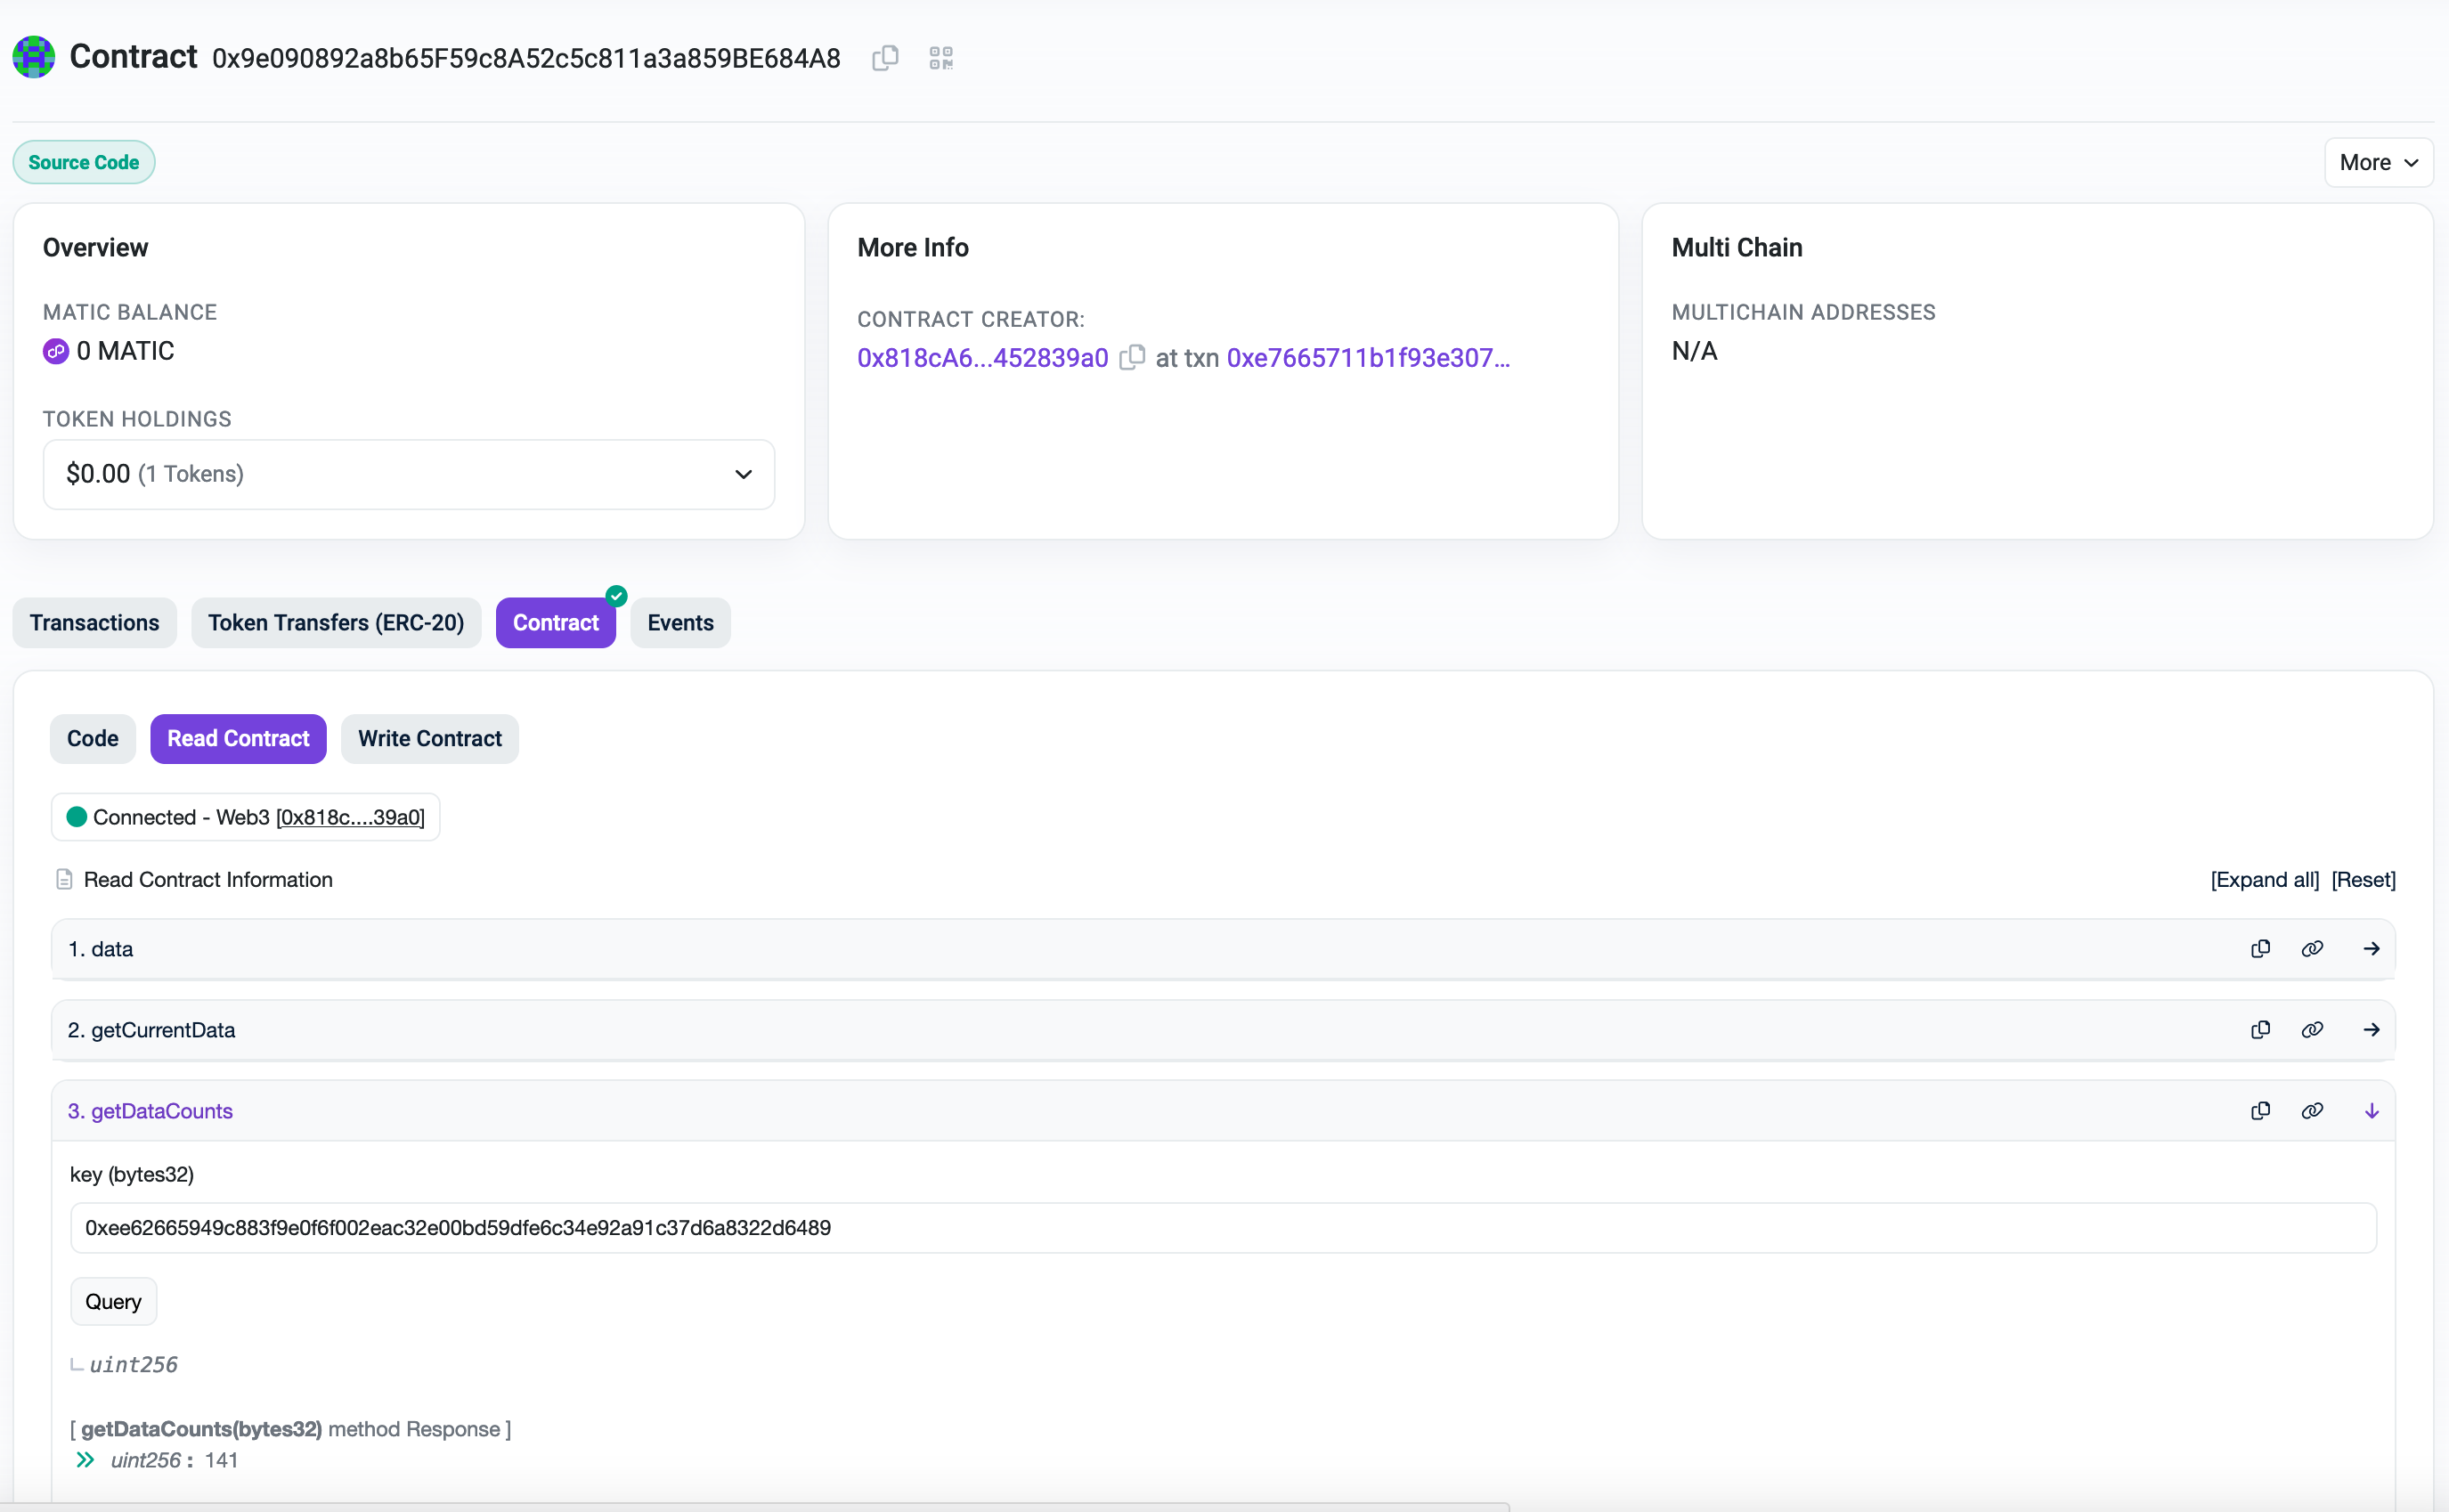 Contract 0x9e090892a8b65F59c8A52c5c811a3a859BE684A8
Source Code
More
Overview
MATIC BALANCE
0 MATIC
TOKEN HOLDINGS
$0.00 (1 Tokens)
More Info
CONTRACT CREATOR:
0x818cA6...452839a0 at txn 0xe7665711b1f93e307...
Multi Chain
MULTICHAIN ADDRESSES
N/A
Transactions Token Transfers (ERC-20) Contract Events
Code Read Contract Write Contract
Connected - Web3 [0x818c....39a0]
Read Contract Information [Expand all] [Reset]
1. data
2. getCurrentData
3. getDataCounts
key (bytes32)
0xee62665949c883f9e0f6f002eac32e00bd59dfe6c34e92a91c37d6a8322d6489
Query
uint256
[ getDataCounts(bytes32) method Response ]
uint256 : 141